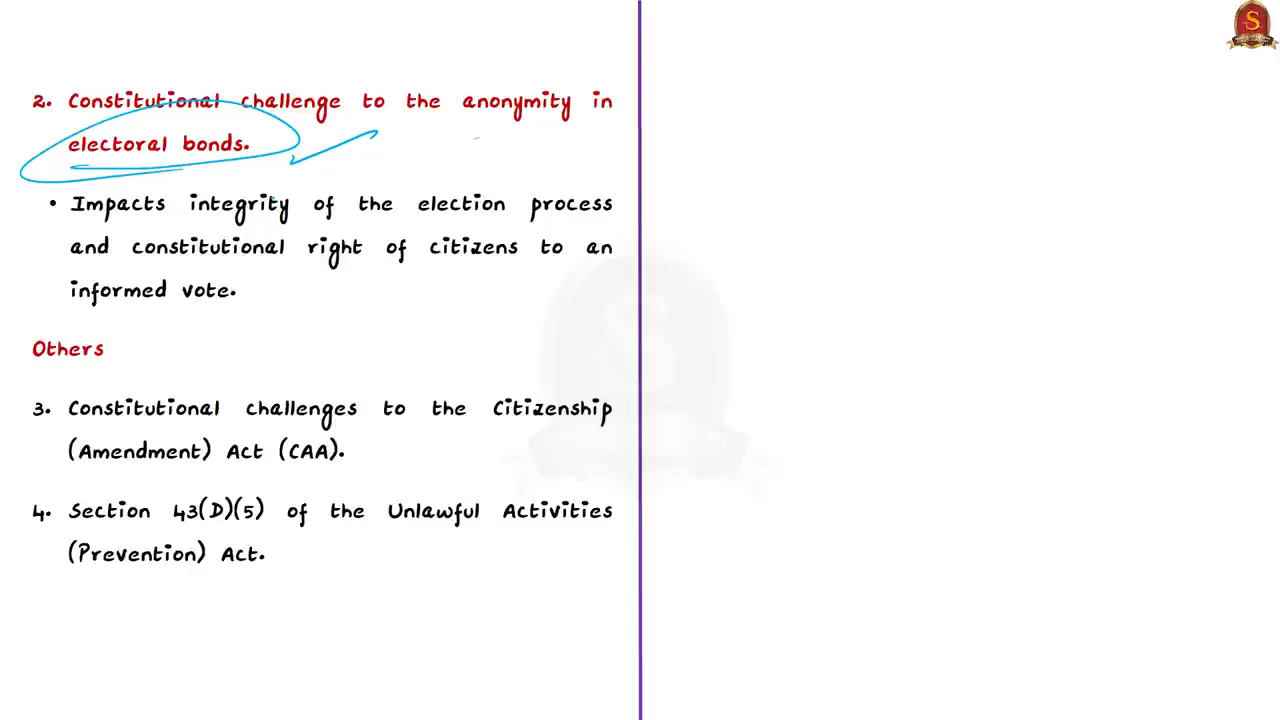 2. Constitutional challenge to the anonymity in
electoral bonds.
• Impacts integrity of the election process
and constitutional right of citizens to an
informed vote.
Others
3. Constitutional challenges to the Citizenship
(Amendment) Act (CAA).
4. Section 43(D)(5) of the Unlawful Activities
(Prevention) Act.
S